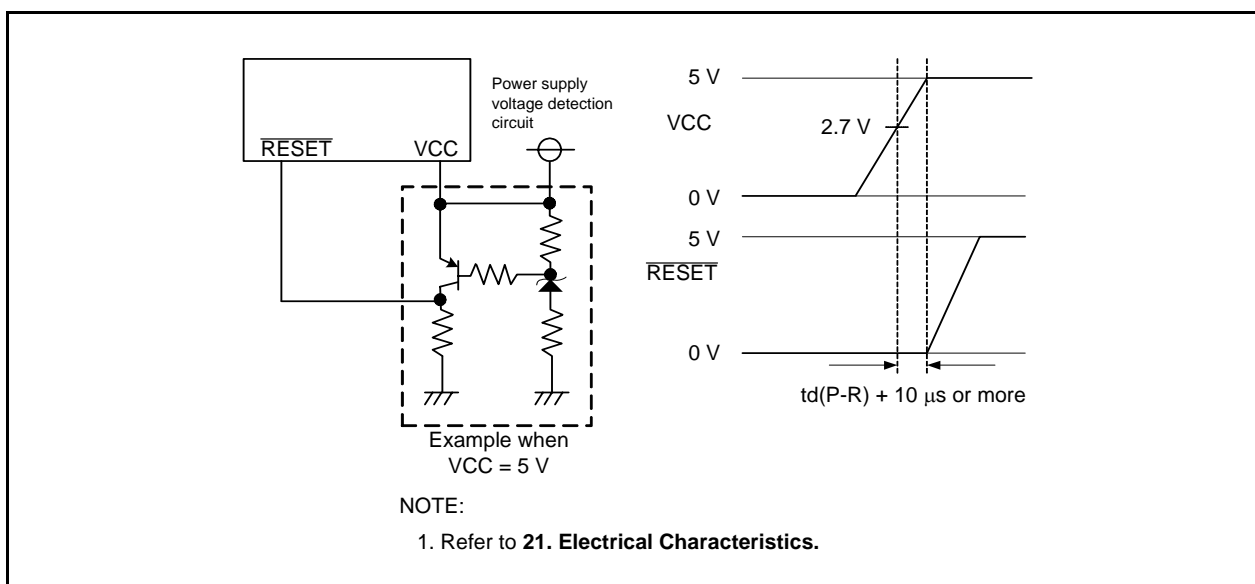 Power supply
voltage detection
circuit
RESET VCC
Example when
VCC = 5 V
5 V
VCC
2.7 V
0 V
5 V
RESET
0 V
td(P-R) + 10 μs or more
NOTE:
1. Refer to 21. Electrical Characteristics.